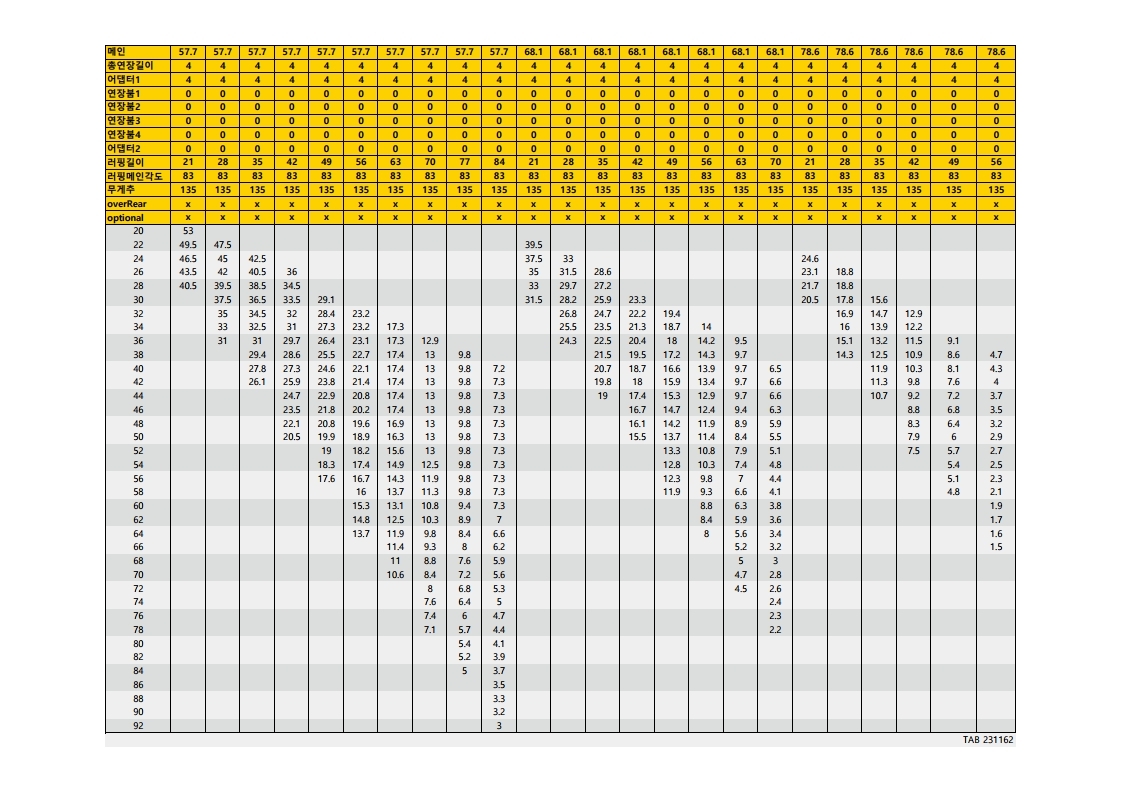 메인 57.7 57.7 57.7 57.7 57.7 57.7 57.7 57.7 57.7 57.7 68.1 68.1 68.1 68.1 68.1 68.1 68.1 68.1 78.6 78.6 78.6 78.6 78.6 78.6
총연장길이 4 4 4 4 4 4 4 4 4 4 4 4 4 4 4 4 4 4 4 4 4 4 4 4
어댑터1 4 4 4 4 4 4 4 4 4 4 4 4 4 4 4 4 4 4 4 4 4 4 4 4
연장붐1 0 0 0 0 0 0 0 0 0 0 0 0 0 0 0 0 0 0 0 0 0 0 0 0
연장붐2 0 0 0 0 0 0 0 0 0 0 0 0 0 0 0 0 0 0 0 0 0 0 0 0
연장붐3 0 0 0 0 0 0 0 0 0 0 0 0 0 0 0 0 0 0 0 0 0 0 0 0
연장붐4 0 0 0 0 0 0 0 0 0 0 0 0 0 0 0 0 0 0 0 0 0 0 0 0
어댑터2 0 0 0 0 0 0 0 0 0 0 0 0 0 0 0 0 0 0 0 0 0 0 0 0
러핑길이 21 28 35 42 49 56 63 70 77 84 21 28 35 42 49 56 63 70 21 28 35 42 49 56
러핑메인각도 83 83 83 83 83 83 83 83 83 83 83 83 83 83 83 83 83 83 83 83 83 83 83 83
무게추 135 135 135 135 135 135 135 135 135 135 135 135 135 135 135 135 135 135 135 135 135 135 135 135
overRear x x x x x x x x x x x x x x x x x x x x x x x x
optional x x x x x x x x x x x x x x x x x x x x x x x x
20 53
22 49.5 47.5 39.5
24 46.5 45 42.5 37.5 33 24.6
26 43.5 42 40.5 36 35 31.5 28.6 23.1 18.8
28 40.5 39.5 38.5 34.5 33 29.7 27.2 21.7 18.8
30 37.5 36.5 33.5 29.1 31.5 28.2 25.9 23.3 20.5 17.8 15.6
32 35 34.5 32 28.4 23.2 26.8 24.7 22.2 19.4 16.9 14.7 12.9
34 33 32.5 31 27.3 23.2 17.3 25.5 23.5 21.3 18.7 14 16 13.9 12.2
36 31 31 29.7 26.4 23.1 17.3 12.9 24.3 22.5 20.4 18 14.2 9.5 15.1 13.2 11.5 9.1
38 29.4 28.6 25.5 22.7 17.4 13 9.8 21.5 19.5 17.2 14.3 9.7 14.3 12.5 10.9 8.6 4.7
40 27.8 27.3 24.6 22.1 17.4 13 9.8 7.2 20.7 18.7 16.6 13.9 9.7 6.5 11.9 10.3 8.1 4.3
42 26.1 25.9 23.8 21.4 17.4 13 9.8 7.3 19.8 18 15.9 13.4 9.7 6.6 11.3 9.8 7.6 4
44 24.7 22.9 20.8 17.4 13 9.8 7.3 19 17.4 15.3 12.9 9.7 6.6 10.7 9.2 7.2 3.7
46 23.5 21.8 20.2 17.4 13 9.8 7.3 16.7 14.7 12.4 9.4 6.3 8.8 6.8 3.5
48 22.1 20.8 19.6 16.9 13 9.8 7.3 16.1 14.2 11.9 8.9 5.9 8.3 6.4 3.2
50 20.5 19.9 18.9 16.3 13 9.8 7.3 15.5 13.7 11.4 8.4 5.5 7.9 6 2.9
52 19 18.2 15.6 13 9.8 7.3 13.3 10.8 7.9 5.1 7.5 5.7 2.7
54 18.3 17.4 14.9 12.5 9.8 7.3 12.8 10.3 7.4 4.8 5.4 2.5
56 17.6 16.7 14.3 11.9 9.8 7.3 12.3 9.8 7 4.4 5.1 2.3
58 16 13.7 11.3 9.8 7.3 11.9 9.3 6.6 4.1 4.8 2.1
60 15.3 13.1 10.8 9.4 7.3 8.8 6.3 3.8 1.9
62 14.8 12.5 10.3 8.9 7 8.4 5.9 3.6 1.7
64 13.7 11.9 9.8 8.4 6.6 8 5.6 3.4 1.6
66 11.4 9.3 8 6.2 5.2 3.2 1.5
68 11 8.8 7.6 5.9 5 3
70 10.6 8.4 7.2 5.6 4.7 2.8
72 8 6.8 5.3 4.5 2.6
74 7.6 6.4 5 2.4
76 7.4 6 4.7 2.3
78 7.1 5.7 4.4 2.2
80 5.4 4.1
82 5.2 3.9
84 5 3.7
86 3.5
88 3.3
90 3.2
92 3
TAB 231162